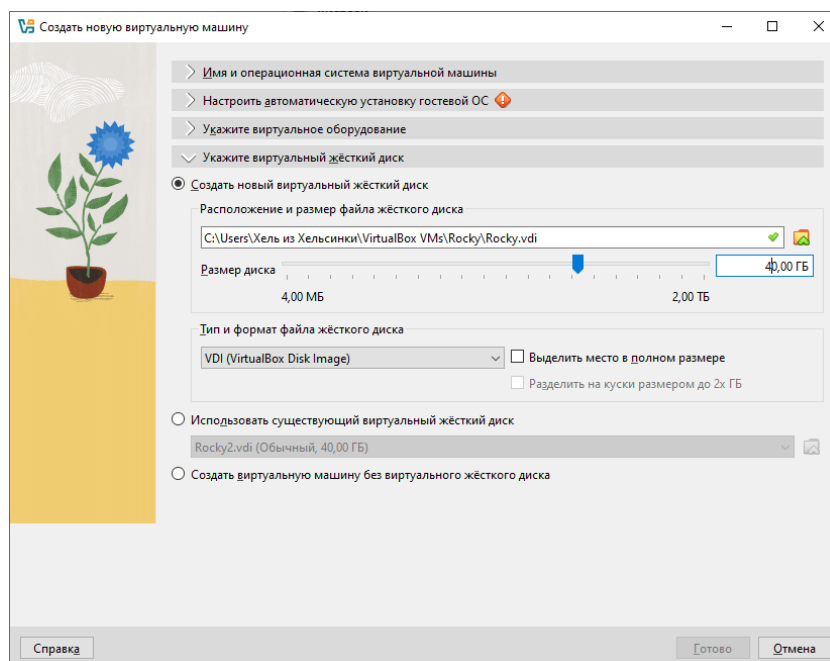 Создать новую виртуальную машину
Имя и операционная система виртуальной машины
Настроить автоматическую установку гостевой ОС
Укажите виртуальное оборудование
Укажите виртуальный жёсткий диск
Создать новый виртуальный жёсткий диск
Расположение и размер файла жёсткого диска
C:\Users\Хель из Хельсинки\VirtualBox VMs\Rocky\Rocky.vdi
Размер диска 40,00 ГБ
4,00 МБ 2,00 ТБ
Тип и формат файла жёсткого диска
VDI (VirtualBox Disk Image) Выделить место в полном размере
Разделить на куски размером до 2х ГБ
Использовать существующий виртуальный жёсткий диск
Rocky2.vdi (Обычный, 40,00 ГБ)
Создать виртуальную машину без виртуального жёсткого диска
Справка Готово Отмена